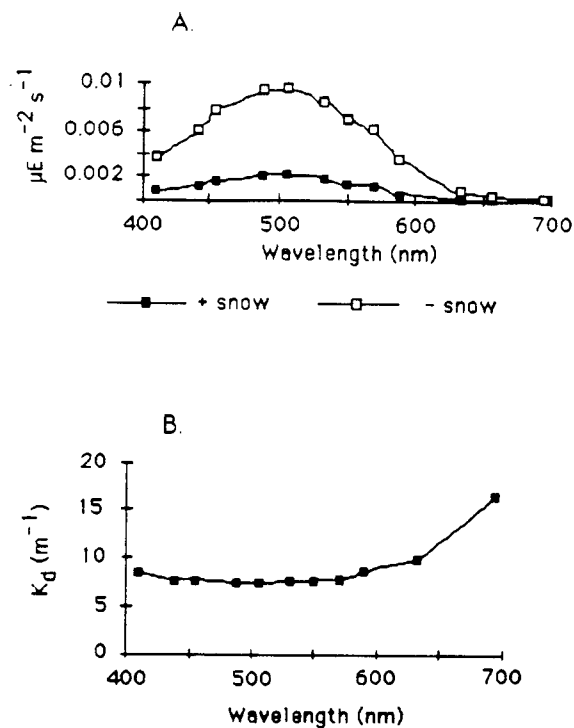 A.
µE m⁻² s⁻¹
0.01
0.006
0.002
400 500 600 700
Wavelength (nm)
+ snow - snow
B.
K_d (m⁻¹)
20
15
10
5
0
400 500 600 700
Wavelength (nm)